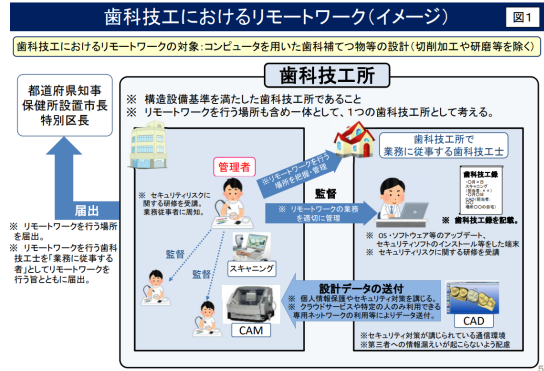 歯科技工におけるリモートワーク(イメージ)
図1
歯科技工におけるリモートワークの対象:コンピュータを用いた歯科補てつ物等の設計(切削加工や研磨等を除く)
歯科技工所
都道府県知事
保健所設置市長
特別区長
※ 構造設備基準を満たした歯科技工所であること
※ リモートワークを行う場所も含め一体として、1つの歯科技工所として考える。
管理者
※ セキュリティリスクに
関する研修を受講。
業務従事者に周知。
※リモートワークを行う
場所を把握・管理
歯科技工所で
業務に従事する歯科技工士
監督
※ リモートワークの業務
を適切に管理
歯科技工録
・〇月×日
スキャニング
CAD(担当者:
※ 歯科技工録を記載。
※ OS・ソフトウェア等のアップデート、
セキュリティソフトのインストール等をした端末
※ セキュリティリスクに関する研修を受講
届出
※ リモートワークを行う場所
を届出。
※ リモートワークを行う歯科
技工士を「業務に従事する
者」としてリモートワークを
行う旨とともに届出。
監督
監督
スキャニング
CAM
設計データの送付
※ 個人情報保護やセキュリティ対策を講じる。
※ クラウドサービスや特定の人のみ利用できる
専用ネットワークの利用等によりデータ送付。
CAD
※セキュリティ対策が講じられている通信環境
※第三者への情報漏えいが起こらないよう配慮
5